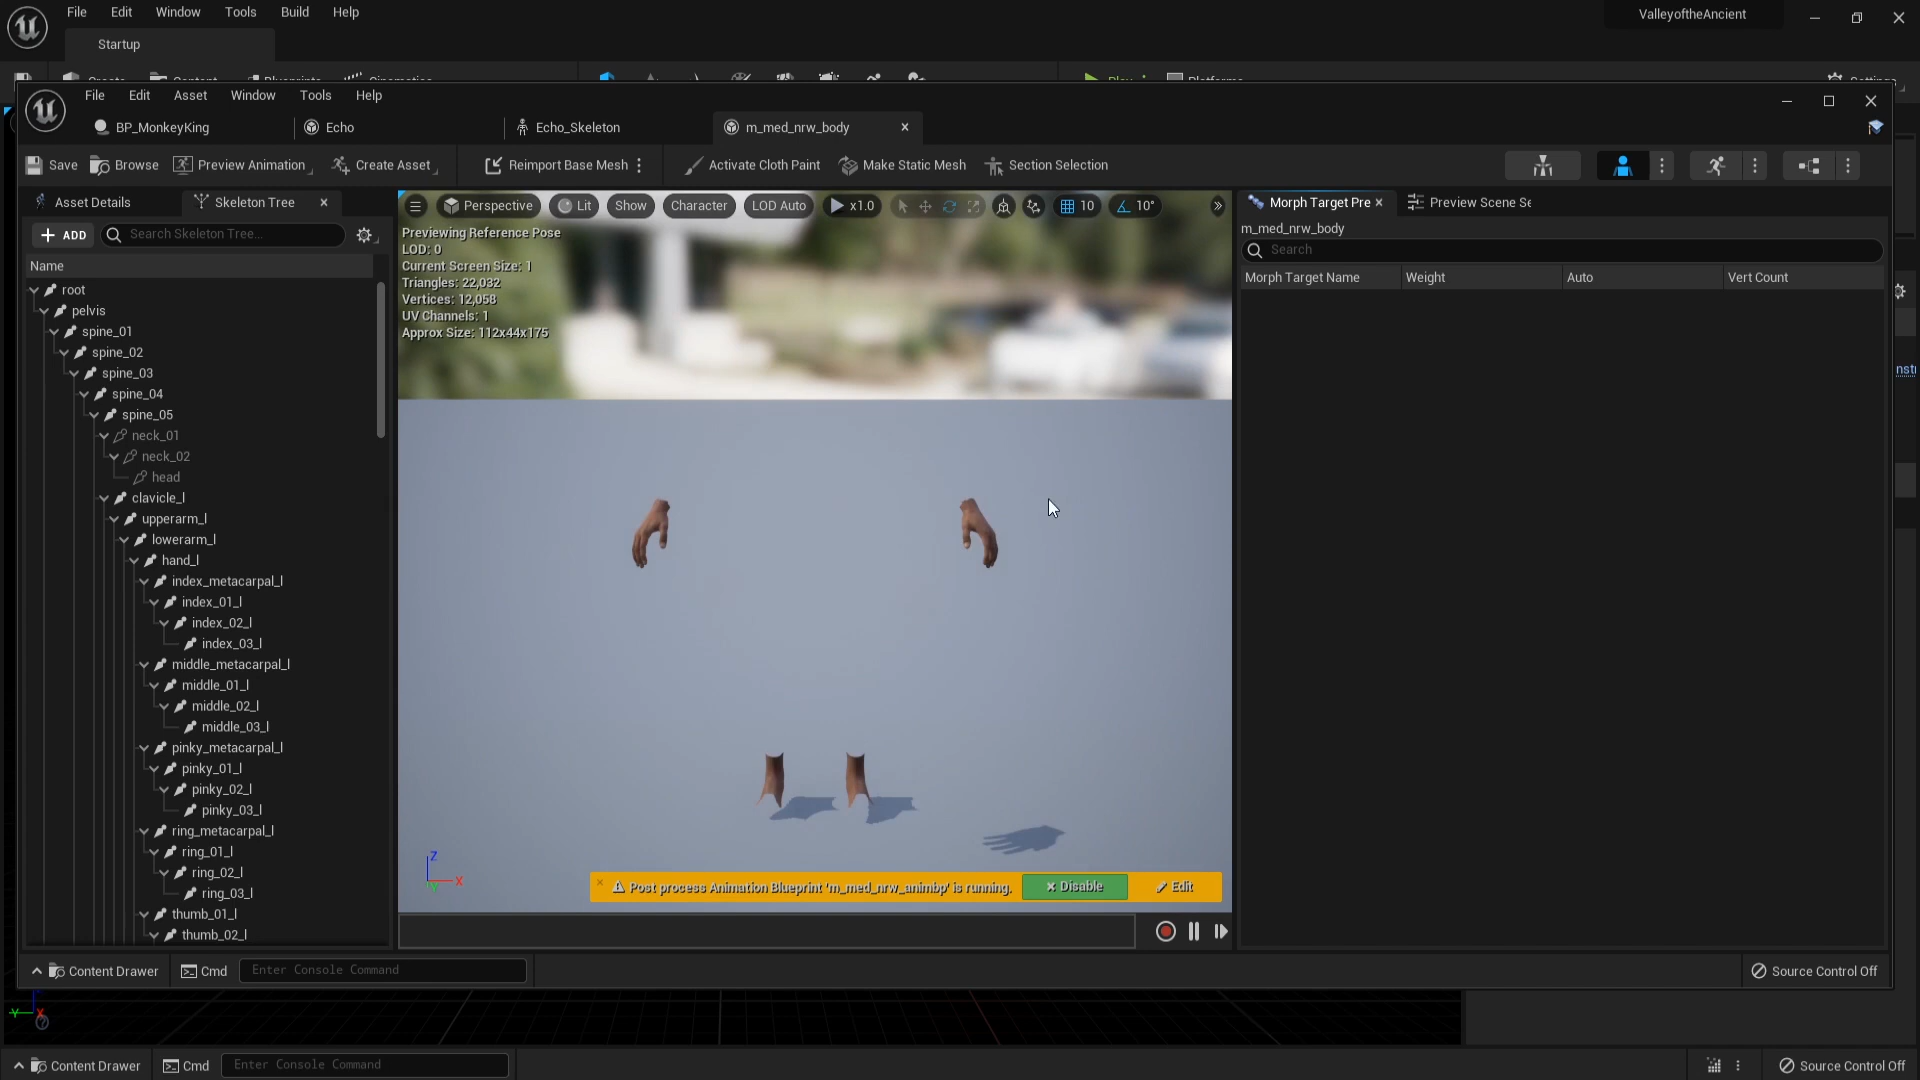 File Edit Window Tools Build Help
ValleyoftheAncient
Startup
File Edit Asset Window Tools Help
BP_MonkeyKing Echo Echo_Skeleton m_med_nrw_body
Save Browse Preview Animation Create Asset Reimport Base Mesh Activate Cloth Paint Make Static Mesh Section Selection
Asset Details Skeleton Tree
ADD Search Skeleton Tree...
Name
root
pelvis
spine_01
spine_02
spine_03
spine_04
spine_05
neck_01
neck_02
head
clavicle_l
upperarm_l
lowerarm_l
hand_l
index_metacarpal_l
index_01_l
index_02_l
index_03_l
middle_metacarpal_l
middle_01_l
middle_02_l
middle_03_l
pinky_metacarpal_l
pinky_01_l
pinky_02_l
pinky_03_l
ring_metacarpal_l
ring_01_l
ring_02_l
ring_03_l
thumb_01_l
thumb_02_l
Perspective Lit Show Character LOD Auto x1.0 10 10°
Previewing Reference Pose
LOD: 0
Current Screen Size: 1
Triangles: 22,032
Vertices: 12,058
UV Channels: 1
Approx Size: 112x44x175
Z
X
Y
Post process Animation Blueprint 'm_med_nrw_animbp' is running. Disable Edit
Morph Target Pre Preview Scene Se
m_med_nrw_body
Search
Morph Target Name Weight Auto Vert Count
Content Drawer Cmd Enter Console Command Source Control Off
Y X
Content Drawer Cmd Enter Console Command Source Control Off